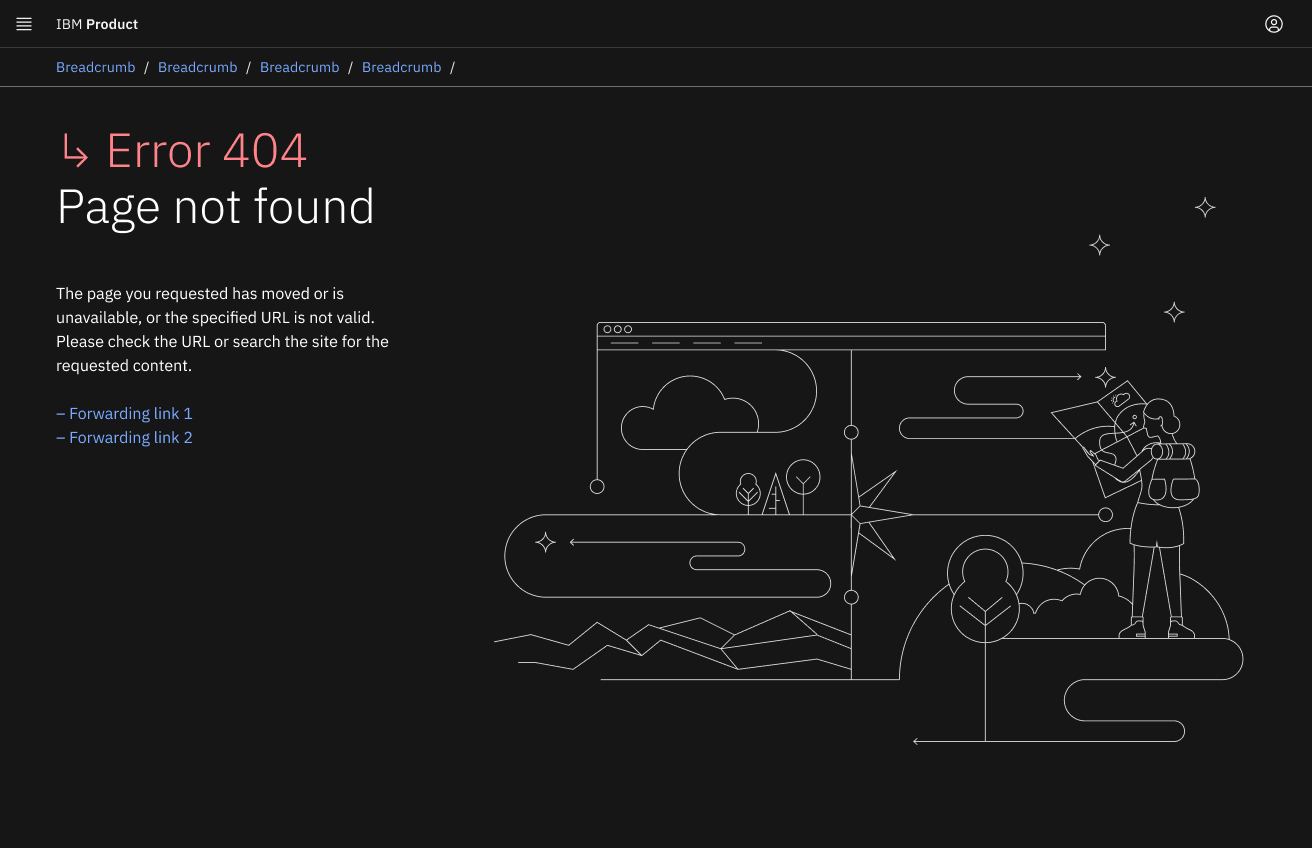 IBM Product
Breadcrumb / Breadcrumb / Breadcrumb / Breadcrumb /
↳ Error 404
Page not found
The page you requested has moved or is
unavailable, or the specified URL is not valid.
Please check the URL or search the site for the
requested content.
– Forwarding link 1
– Forwarding link 2